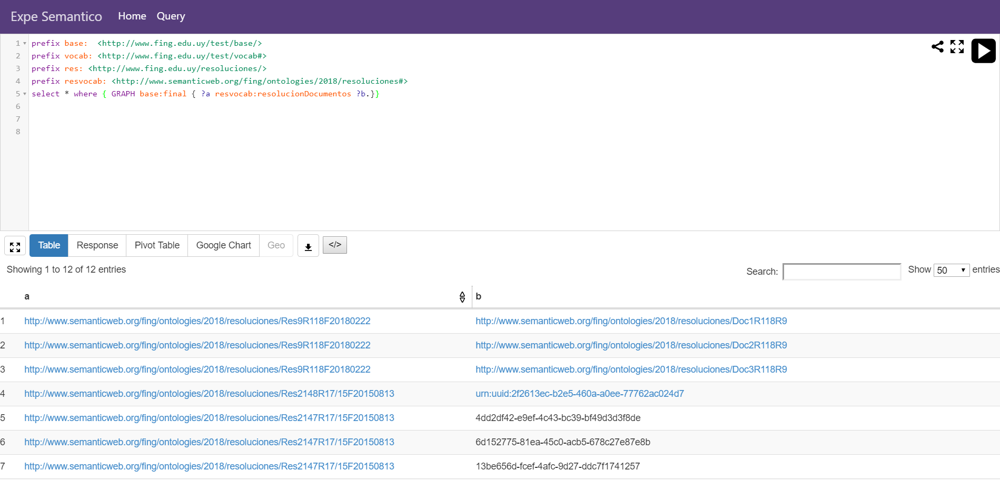 Expe Semantico Home Query
1 prefix base:  <http://www.fing.edu.uy/test/base/>
2 prefix vocab: <http://www.fing.edu.uy/test/vocab#>
3 prefix res: <http://www.fing.edu.uy/resoluciones/>
4 prefix resvocab: <http://www.semanticweb.org/fing/ontologies/2018/resoluciones#>
5 select * where { GRAPH base:final { ?a resvocab:resolucionDocumentos ?b.}}
6
7
8
Table Response Pivot Table Google Chart Geo </>
Showing 1 to 12 of 12 entries Search: Show 50 entries
a b
1 http://www.semanticweb.org/fing/ontologies/2018/resoluciones/Res9R118F20180222 http://www.semanticweb.org/fing/ontologies/2018/resoluciones/Doc1R118R9
2 http://www.semanticweb.org/fing/ontologies/2018/resoluciones/Res9R118F20180222 http://www.semanticweb.org/fing/ontologies/2018/resoluciones/Doc2R118R9
3 http://www.semanticweb.org/fing/ontologies/2018/resoluciones/Res9R118F20180222 http://www.semanticweb.org/fing/ontologies/2018/resoluciones/Doc3R118R9
4 http://www.semanticweb.org/fing/ontologies/2018/resoluciones/Res2148R17/15F20150813 urn:uuid:2f2613ec-b2e5-460a-a0ee-77762ac024d7
5 http://www.semanticweb.org/fing/ontologies/2018/resoluciones/Res2147R17/15F20150813 4dd2df42-e9ef-4c43-bc39-bf49d3d3f8de
6 http://www.semanticweb.org/fing/ontologies/2018/resoluciones/Res2147R17/15F20150813 6d152775-81ea-45c0-acb5-678c27e87e8b
7 http://www.semanticweb.org/fing/ontologies/2018/resoluciones/Res2147R17/15F20150813 13be656d-fcef-4afc-9d27-ddc7f1741257